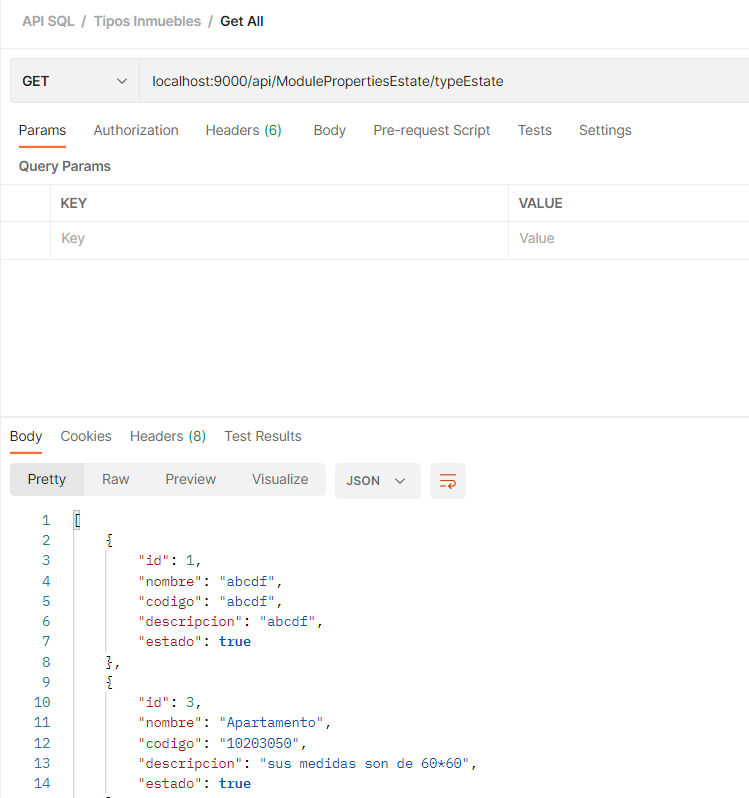 API SQL / Tipos Inmuebles / Get All
GET localhost:9000/api/ModulePropertiesEstate/typeEstate
Params Authorization Headers (6) Body Pre-request Script Tests Settings
Query Params
KEY VALUE
Key Value
Body Cookies Headers (8) Test Results
Pretty Raw Preview Visualize JSON
1 [
2 {
3 "id": 1,
4 "nombre": "abcdf",
5 "codigo": "abcdf",
6 "descripcion": "abcdf",
7 "estado": true
8 },
9 {
10 "id": 3,
11 "nombre": "Apartamento",
12 "codigo": "10203050",
13 "descripcion": "sus medidas son de 60*60",
14 "estado": true